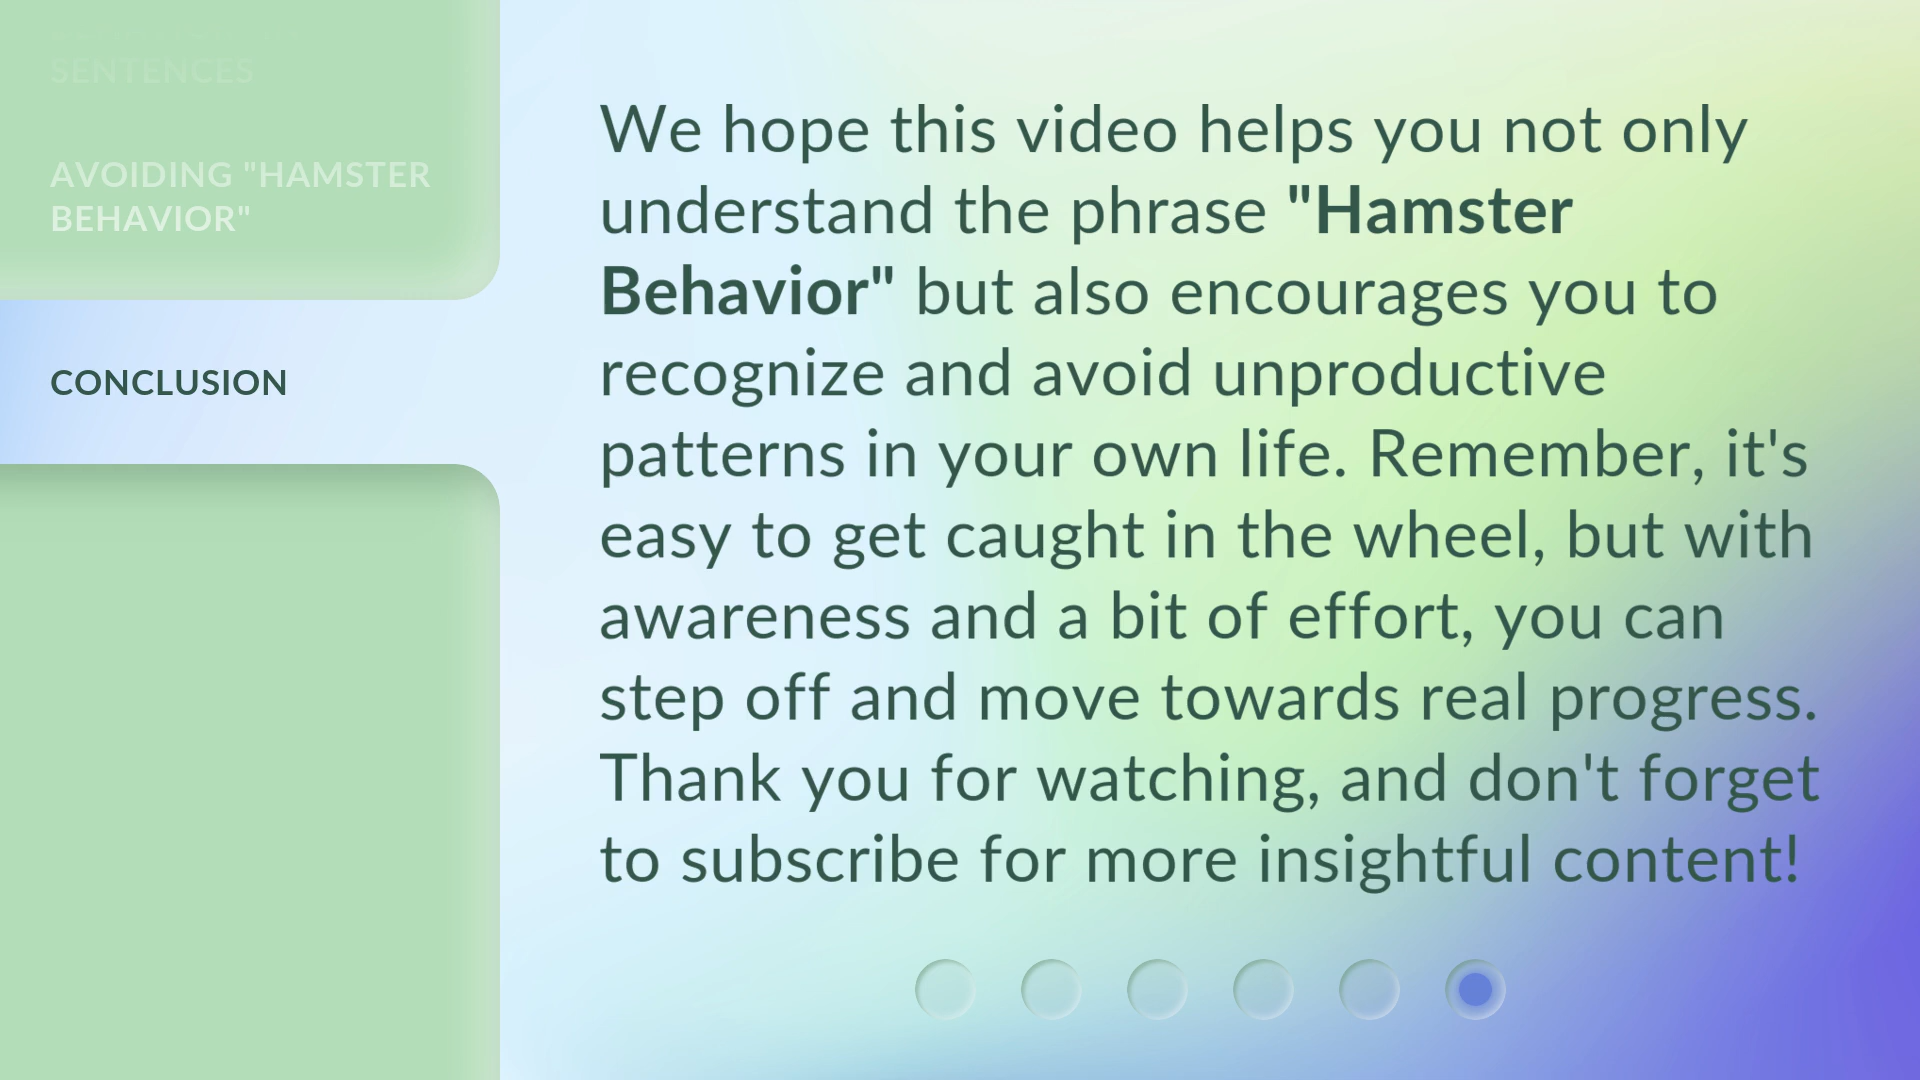 SENTENCES
AVOIDING "HAMSTER
BEHAVIOR"
CONCLUSION
We hope this video helps you not only
understand the phrase "Hamster
Behavior" but also encourages you to
recognize and avoid unproductive
patterns in your own life. Remember, it's
easy to get caught in the wheel, but with
awareness and a bit of effort, you can
step off and move towards real progress.
Thank you for watching, and don't forget
to subscribe for more insightful content!